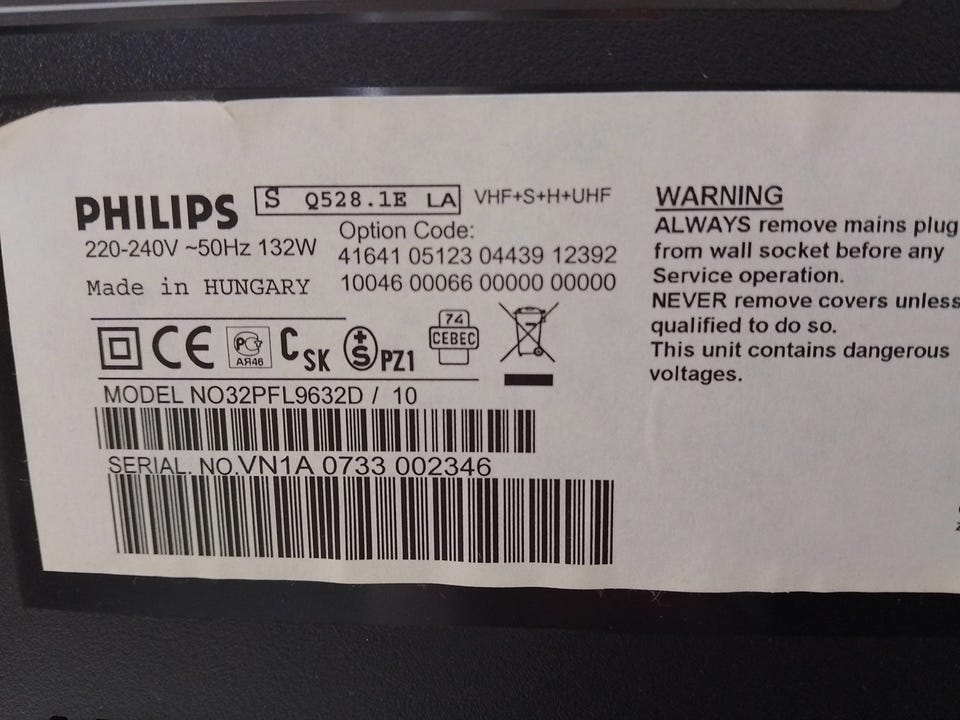 PHILIPS S Q528.1E LA VHF+S+H+UHF
220-240V ~50Hz 132W
Option Code:
41641 05123 04439 12392
10046 00066 00000 00000
Made in HUNGARY
CE PCT АЯ46 C SK +S PZ1 74 CEBEC
MODEL NO32PFL9632D / 10
SERIAL. NO.VN1A 0733 002346
WARNING
ALWAYS remove mains plug
from wall socket before any
Service operation.
NEVER remove covers unless
qualified to do so.
This unit contains dangerous
voltages.